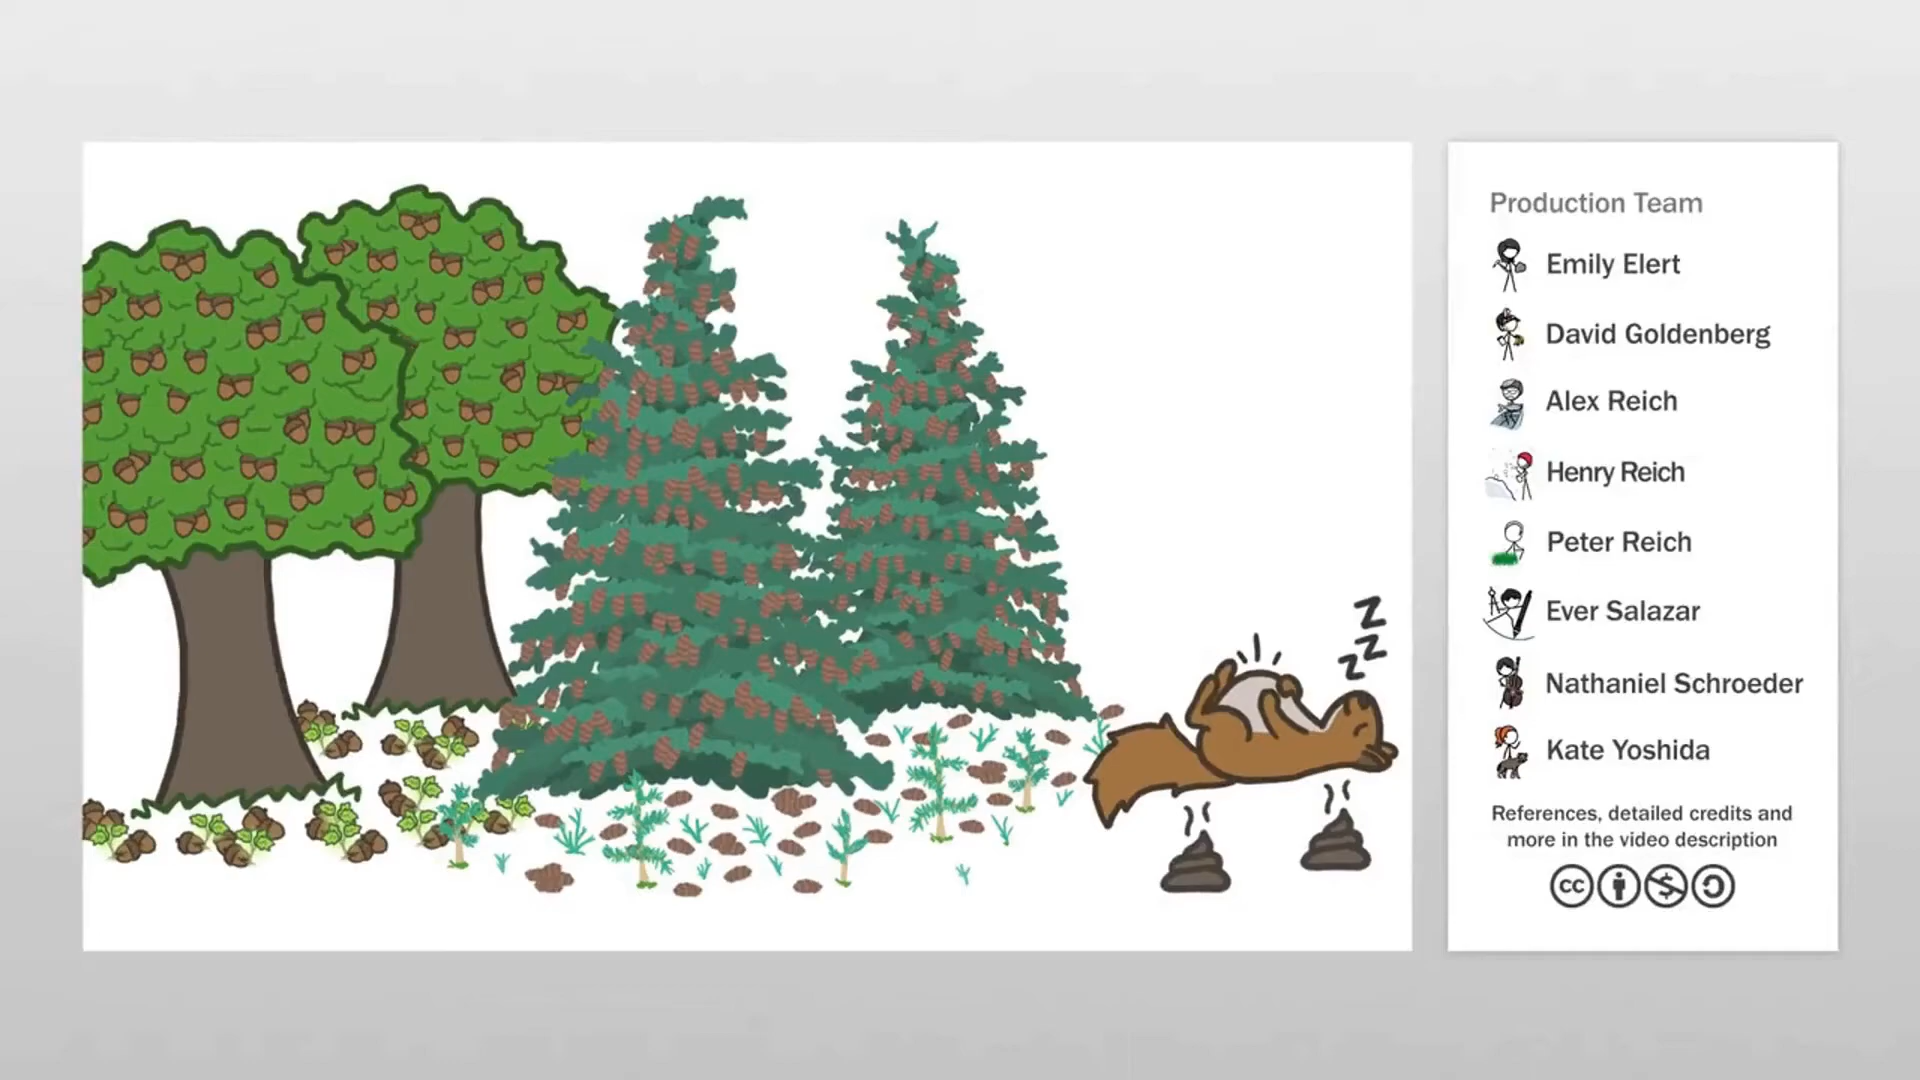 Z
Z
Z
Production Team
Emily Elert
David Goldenberg
Alex Reich
Henry Reich
Peter Reich
Ever Salazar
Nathaniel Schroeder
Kate Yoshida
References, detailed credits and
more in the video description
cc